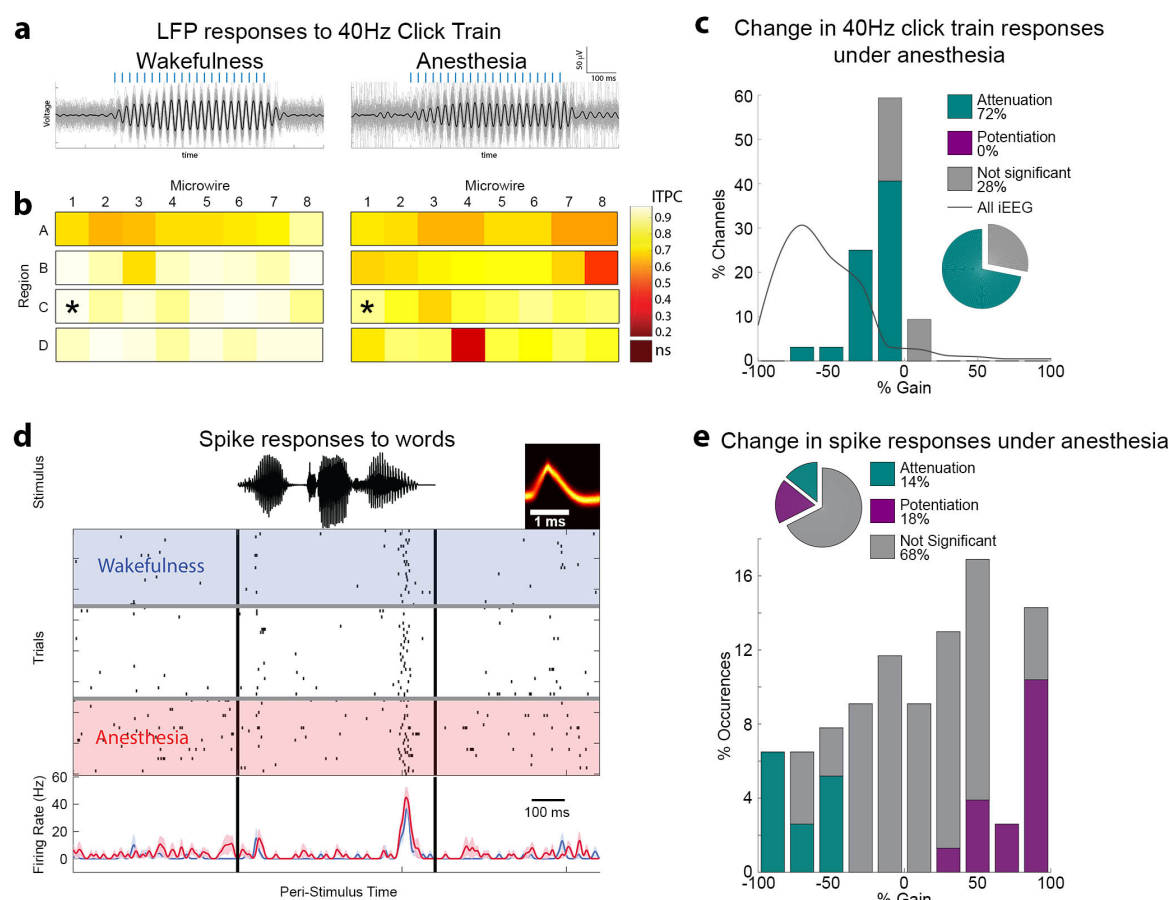 a
LFP responses to 40Hz Click Train
Wakefulness
Anesthesia
50 µV
100 ms
Voltage
time
time
b
Microwire
Microwire
ITPC
1 2 3 4 5 6 7 8
1 2 3 4 5 6 7 8
Region
A
B
C
D
*
*
0.9
0.8
0.7
0.6
0.5
0.4
0.3
0.2
ns
c
Change in 40Hz click train responses
under anesthesia
% Channels
60
50
40
30
20
10
0
-100 -50 0 50 100
% Gain
Attenuation
72%
Potentiation
0%
Not significant
28%
All iEEG
d
Spike responses to words
Stimulus
1 ms
Wakefulness
Trials
Anesthesia
Firing Rate (Hz)
60
40
20
0
100 ms
Peri-Stimulus Time
e
Change in spike responses under anesthesia
Attenuation
14%
Potentiation
18%
Not Significant
68%
% Occurences
16
12
8
4
0
-100 -50 0 50 100
% Gain